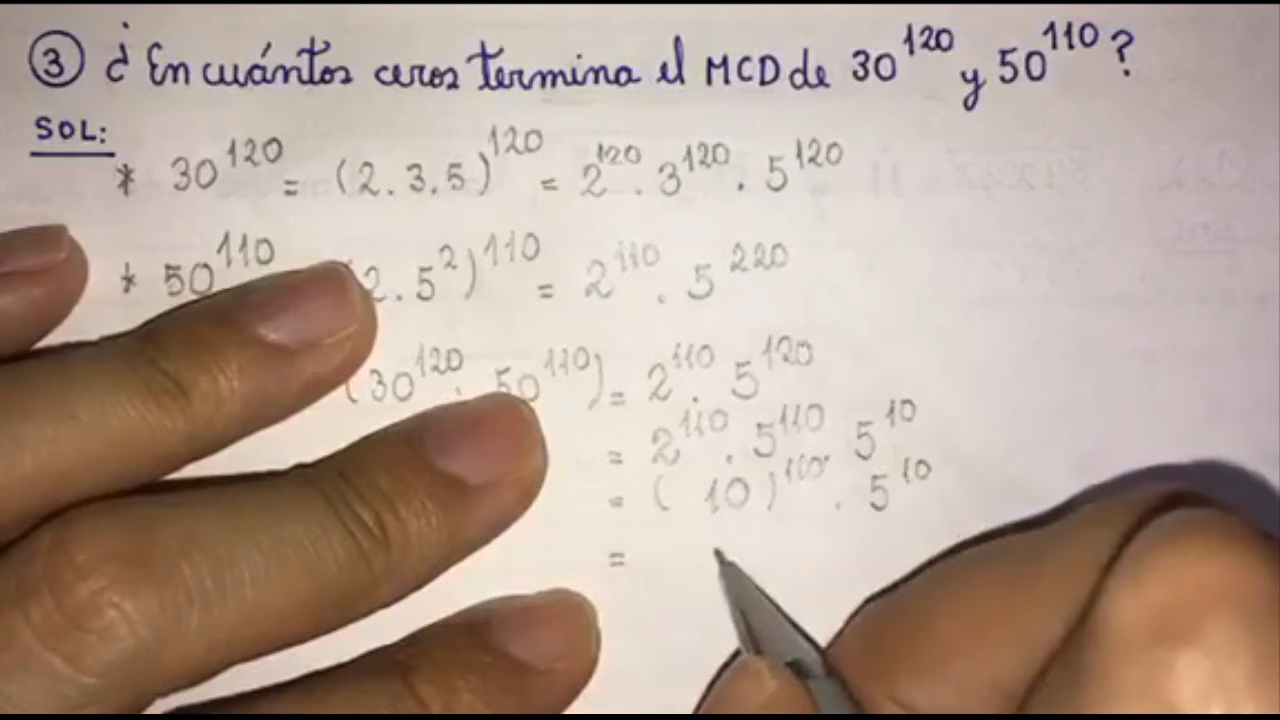 ③ ¿ En cuántos ceros termina el MCD de 30^120 y 50^110?
SOL:
* 30^120 = (2.3.5)^120 = 2^120 . 3^120 . 5^120
* 50^110 2.5^2)^110 = 2^110 . 5^220
(30^120 . 50^110) = 2^110 . 5^120
= 2^110 . 5^110 . 5^10
= ( 10 )^110 . 5^10
=